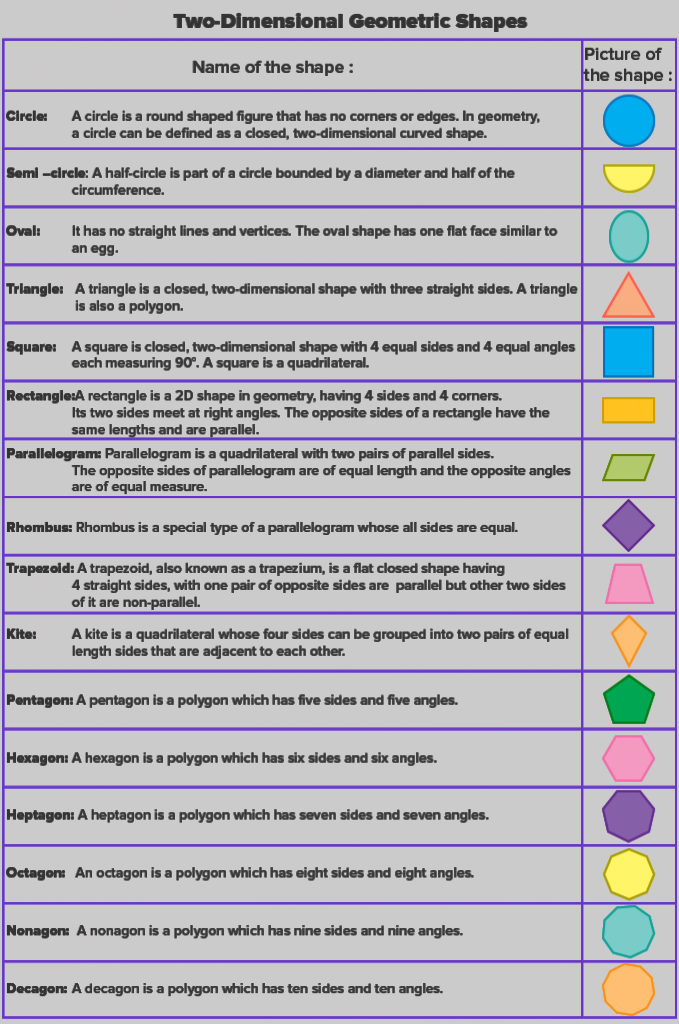 Two-Dimensional Geometric Shapes
Name of the shape :
Picture of
the shape :
Circle: A circle is a round shaped figure that has no corners or edges. In geometry,
a circle can be defined as a closed, two-dimensional curved shape.
Semi –circle: A half-circle is part of a circle bounded by a diameter and half of the
circumference.
Oval: It has no straight lines and vertices. The oval shape has one flat face similar to
an egg.
Triangle: A triangle is a closed, two-dimensional shape with three straight sides. A triangle
is also a polygon.
Square: A square is closed, two-dimensional shape with 4 equal sides and 4 equal angles
each measuring 90°. A square is a quadrilateral.
Rectangle:A rectangle is a 2D shape in geometry, having 4 sides and 4 corners.
Its two sides meet at right angles. The opposite sides of a rectangle have the
same lengths and are parallel.
Parallelogram: Parallelogram is a quadrilateral with two pairs of parallel sides.
The opposite sides of parallelogram are of equal length and the opposite angles
are of equal measure.
Rhombus: Rhombus is a special type of a parallelogram whose all sides are equal.
Trapezoid: A trapezoid, also known as a trapezium, is a flat closed shape having
4 straight sides, with one pair of opposite sides are parallel but other two sides
of it are non-parallel.
Kite: A kite is a quadrilateral whose four sides can be grouped into two pairs of equal
length sides that are adjacent to each other.
Pentagon: A pentagon is a polygon which has five sides and five angles.
Hexagon: A hexagon is a polygon which has six sides and six angles.
Heptagon: A heptagon is a polygon which has seven sides and seven angles.
Octagon: An octagon is a polygon which has eight sides and eight angles.
Nonagon: A nonagon is a polygon which has nine sides and nine angles.
Decagon: A decagon is a polygon which has ten sides and ten angles.